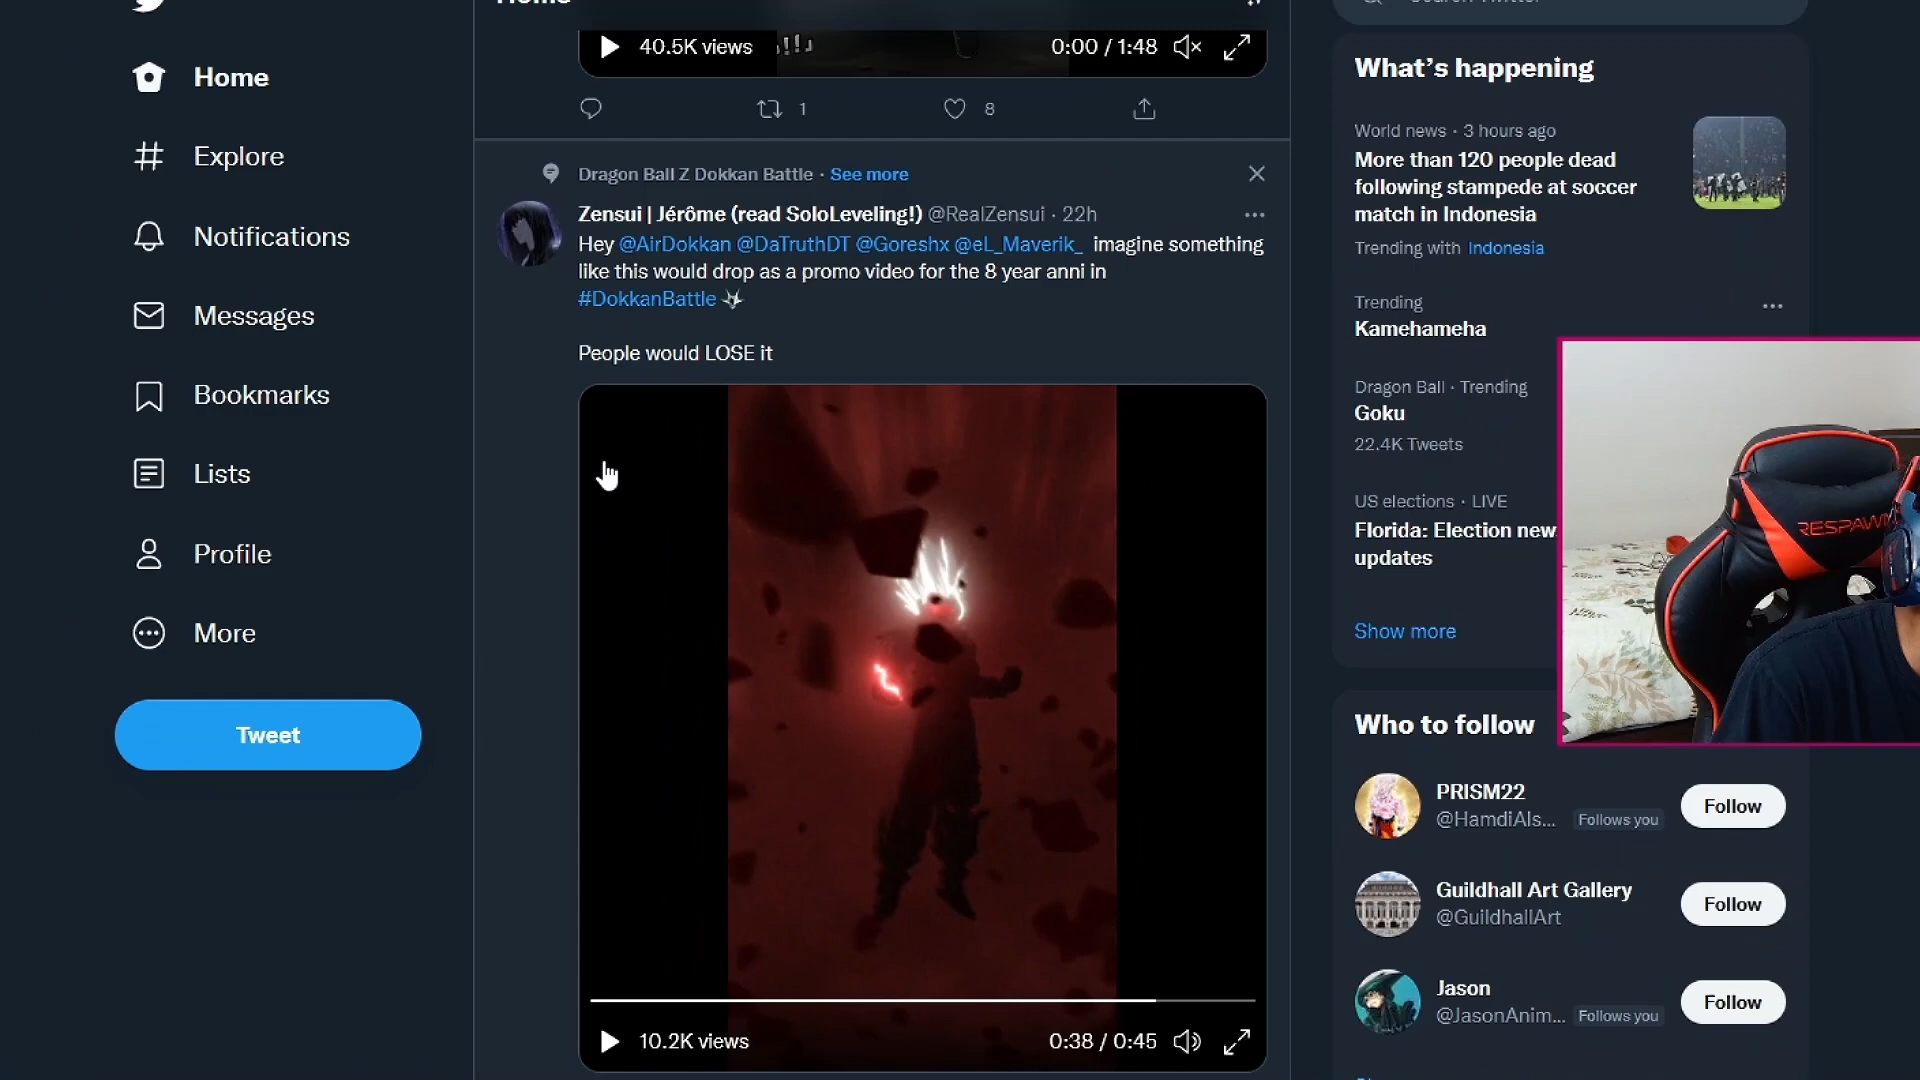 Home
Explore
Notifications
Messages
Bookmarks
Lists
Profile
More
Tweet
Home
40.5K views
0:00 / 1:48
1
8
Dragon Ball Z Dokkan Battle · See more
Zensui | Jérôme (read SoloLeveling!) @RealZensui · 22h
Hey @AirDokkan @DaTruthDT @Goreshx @eL_Maverik_ imagine something
like this would drop as a promo video for the 8 year anni in
#DokkanBattle
People would LOSE it
10.2K views
0:38 / 0:45
Search Twitter
What's happening
World news · 3 hours ago
More than 120 people dead
following stampede at soccer
match in Indonesia
Trending with Indonesia
Trending
Kamehameha
Dragon Ball · Trending
Goku
22.4K Tweets
US elections · LIVE
Florida: Election new
updates
Show more
RESPAWN
Who to follow
PRISM22
@HamdiAls... Follows you
Follow
Guildhall Art Gallery
@GuildhallArt
Follow
Jason
@JasonAnim... Follows you
Follow